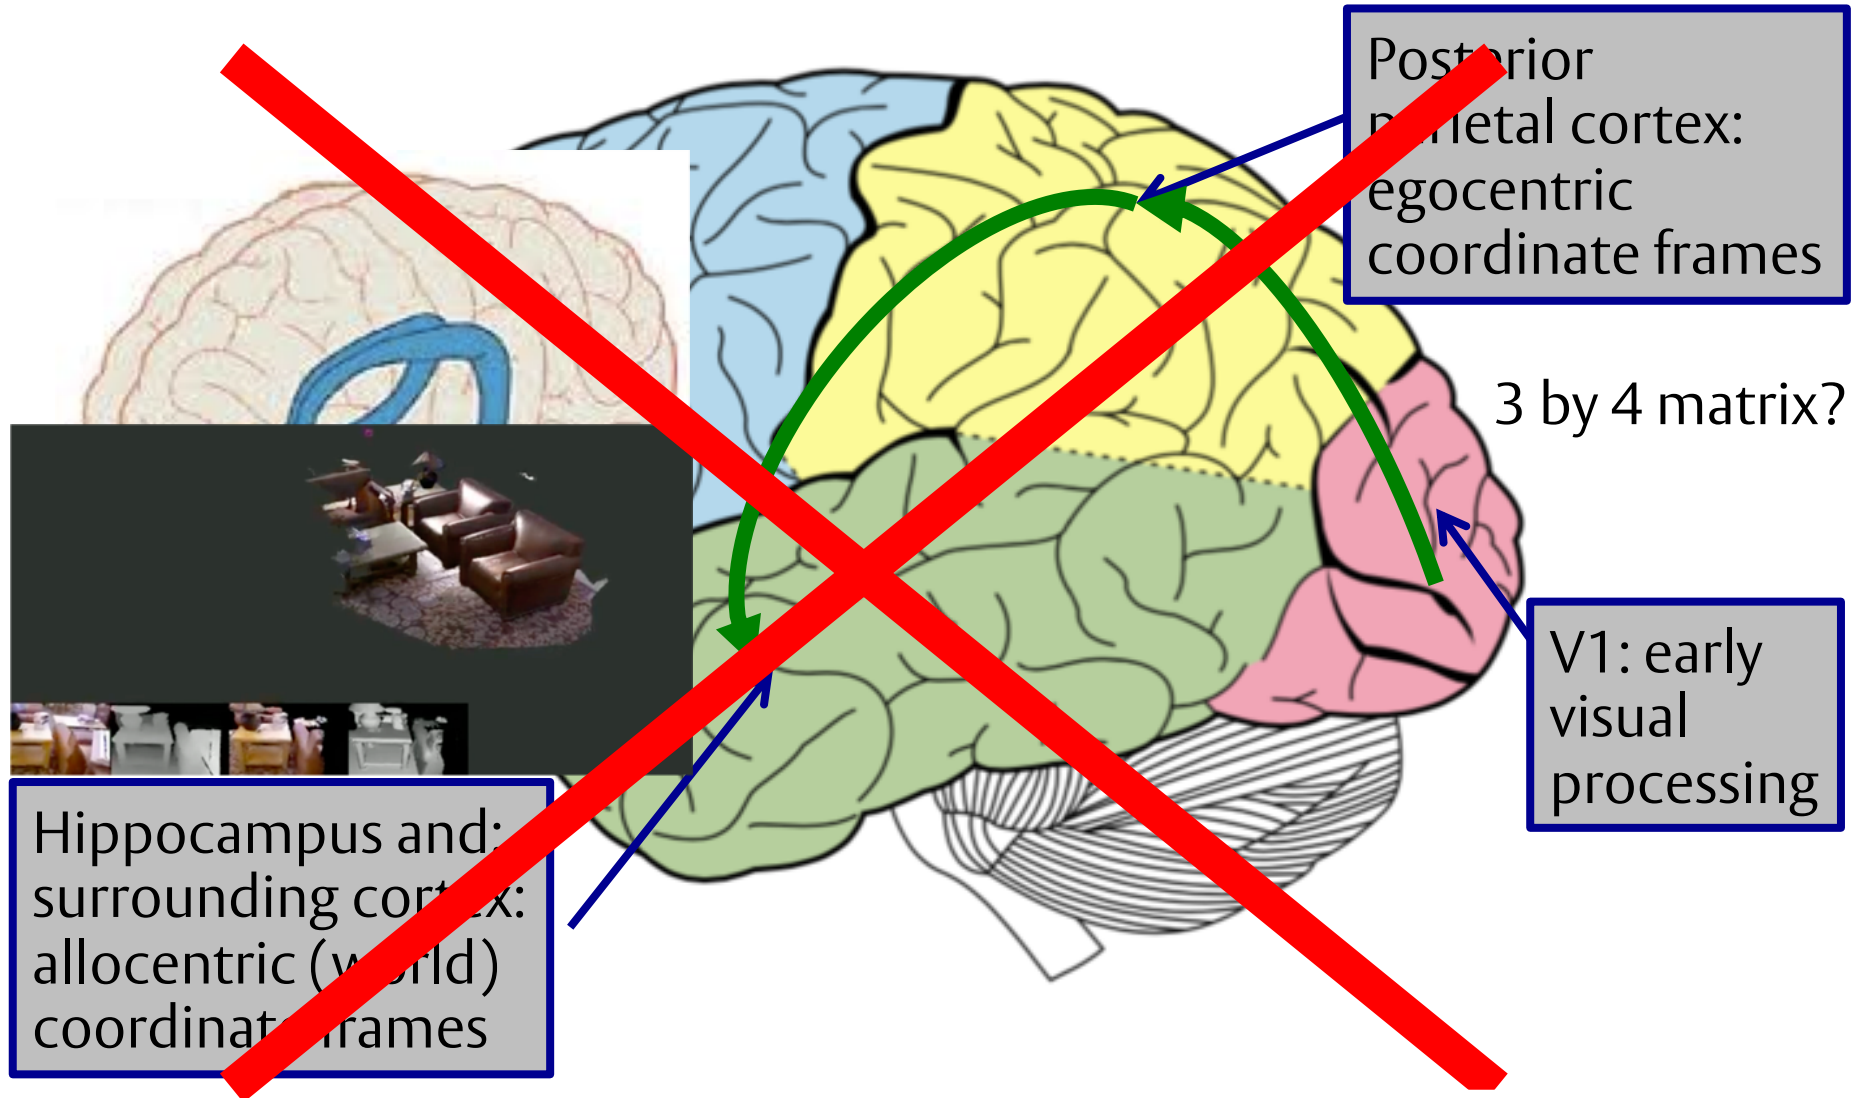 Posterior
parietal cortex:
egocentric
coordinate frames
3 by 4 matrix?
V1: early
visual
processing
Hippocampus and:
surrounding cortex:
allocentric (world)
coordinate frames